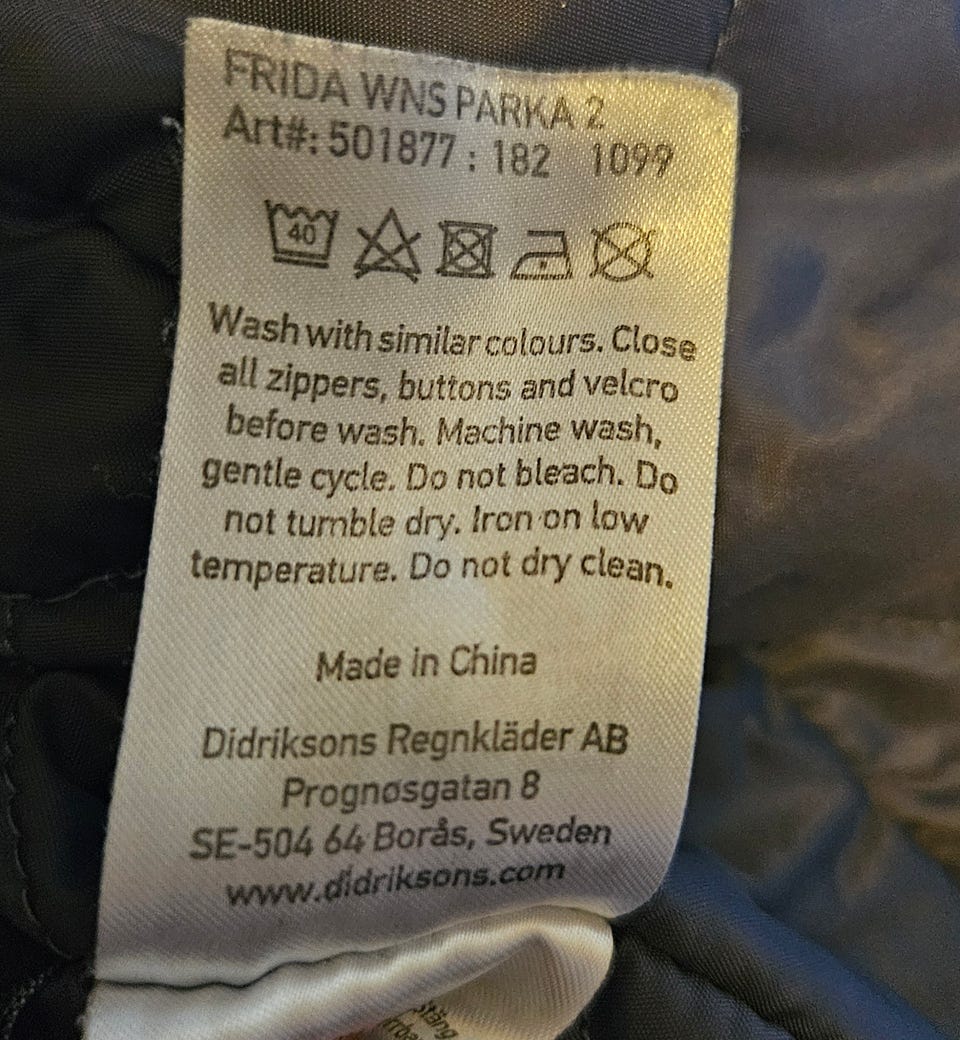 FRIDA WNS PARKA 2
Art#: 501877 : 182 1099
40
Wash with similar colours. Close
all zippers, buttons and velcro
before wash. Machine wash,
gentle cycle. Do not bleach. Do
not tumble dry. Iron on low
temperature. Do not dry clean.
Made in China
Didriksons Regnkläder AB
Prognosgatan 8
SE-504 64 Borås, Sweden
www.didriksons.com